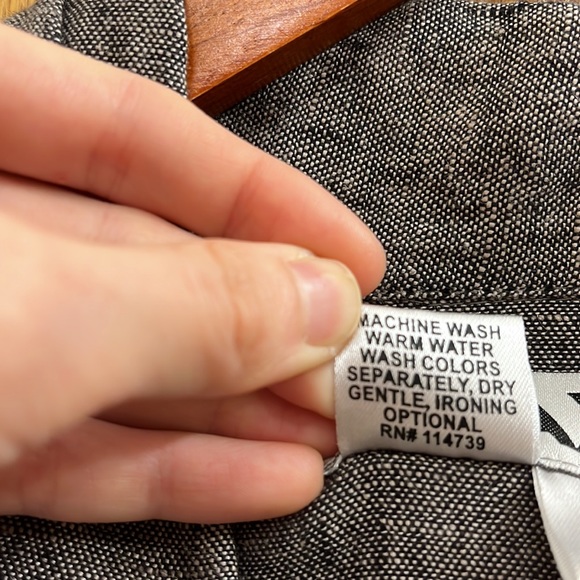 MACHINE WASH
WARM WATER
WASH COLORS
SEPARATELY, DRY
GENTLE, IRONING
OPTIONAL
RN# 114739